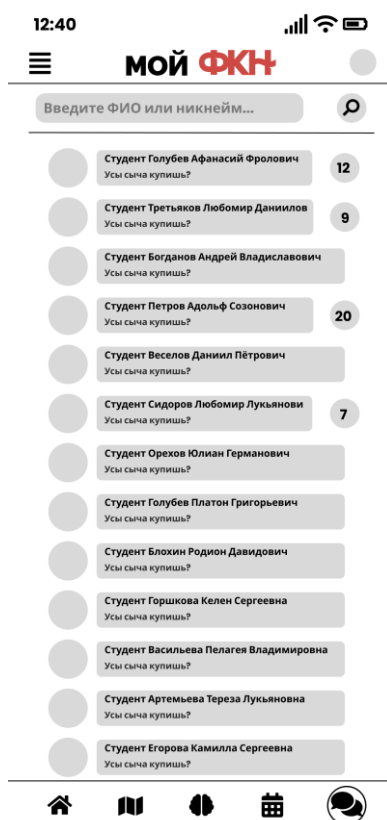 12:40
МОЙ ФКН
Введите ФИО или никнейм...
Студент Голубев Афанасий Фролович
Усы сыча купишь?
12
Студент Третьяков Любомир Даниилов
Усы сыча купишь?
9
Студент Богданов Андрей Владиславович
Усы сыча купишь?
Студент Петров Адольф Созонович
Усы сыча купишь?
20
Студент Веселов Даниил Пётрович
Усы сыча купишь?
Студент Сидоров Любомир Лукьянови
Усы сыча купишь?
7
Студент Орехов Юлиан Германович
Усы сыча купишь?
Студент Голубев Платон Григорьевич
Усы сыча купишь?
Студент Блохин Родион Давидович
Усы сыча купишь?
Студент Горшкова Келен Сергеевна
Усы сыча купишь?
Студент Васильева Пелагея Владимировна
Усы сыча купишь?
Студент Артемьева Тереза Лукьяновна
Усы сыча купишь?
Студент Егорова Камилла Сергеевна
Усы сыча купишь?